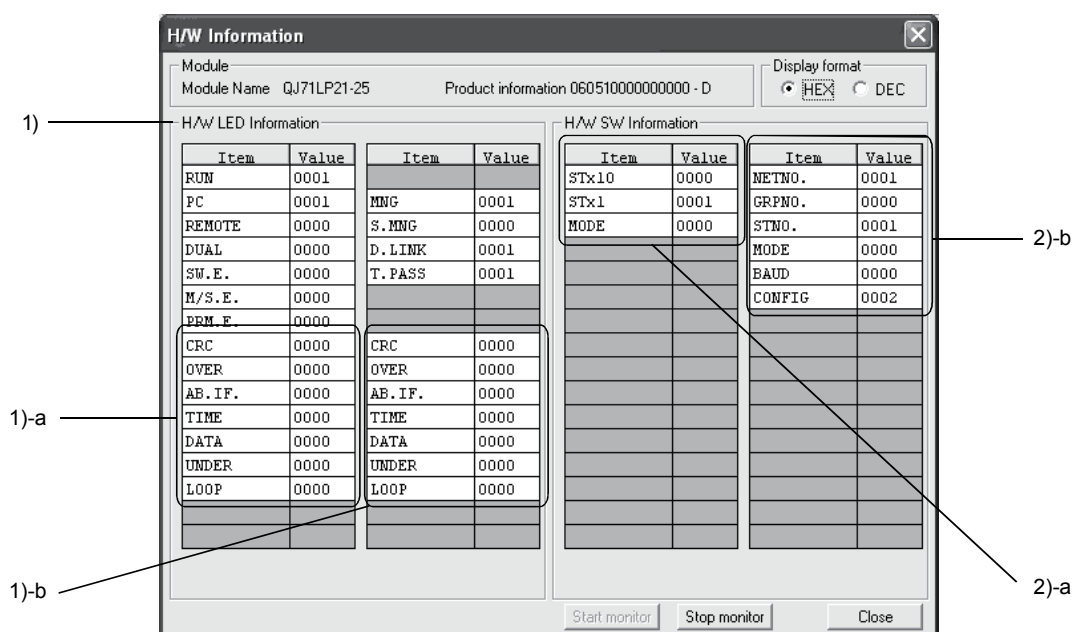 H/W Information
Module
Module Name QJ71LP21-25 Product information 060510000000000 - D
Display format
HEX DEC
1)
H/W LED Information
Item Value Item Value
RUN 0001
PC 0001 MNG 0001
REMOTE 0000 S.MNG 0000
DUAL 0000 D.LINK 0001
SW.E. 0000 T.PASS 0001
M/S.E. 0000
PRM.E. 0000
CRC 0000 CRC 0000
OVER 0000 OVER 0000
AB.IF. 0000 AB.IF. 0000
TIME 0000 TIME 0000
DATA 0000 DATA 0000
UNDER 0000 UNDER 0000
LOOP 0000 LOOP 0000
1)-a
1)-b
H/W SW Information
Item Value Item Value
STx10 0000 NETNO. 0001
STx1 0001 GRPNO. 0000
MODE 0000 STNO. 0001
MODE 0000
BAUD 0000
CONFIG 0002
2)-b
2)-a
Start monitor Stop monitor Close